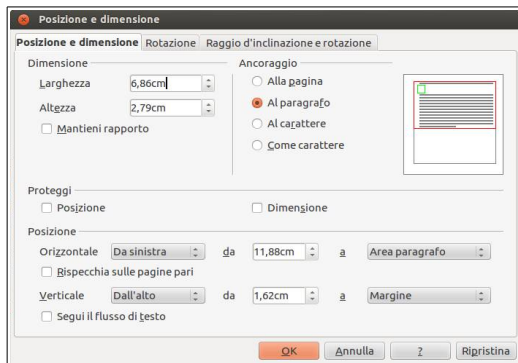 Posizione e dimensione
Posizione e dimensione Rotazione Raggio d'inclinazione e rotazione
Dimensione
Larghezza 6,86cm
Altezza 2,79cm
Mantieni rapporto
Ancoraggio
Alla pagina
Al paragrafo
Al carattere
Come carattere
Proteggi
Posizione Dimensione
Posizione
Orizzontale Da sinistra da 11,88cm a Area paragrafo
Rispecchia sulle pagine pari
Verticale Dall'alto da 1,62cm a Margine
Segui il flusso di testo
OK Annulla ? Ripristina